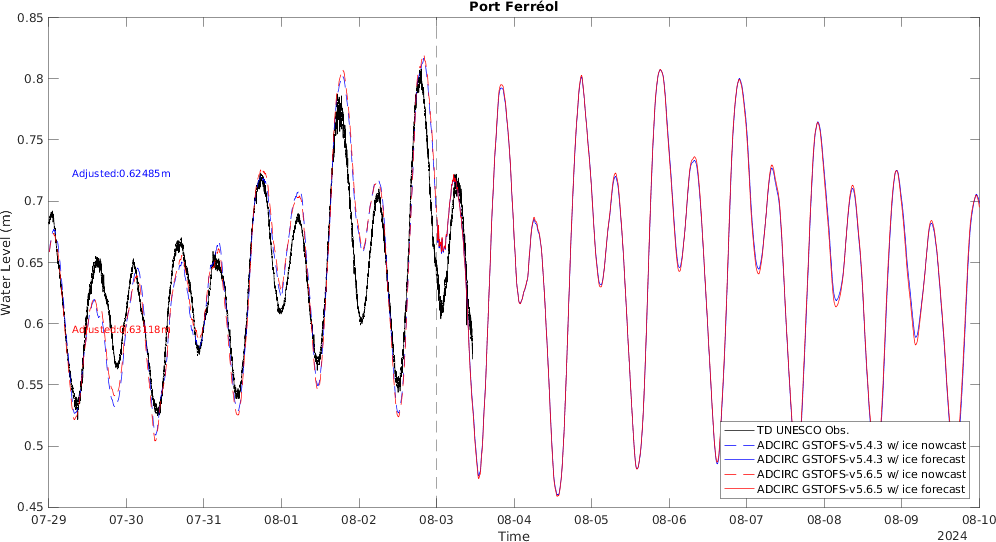 Port Ferréol
0.85
0.8
0.75
0.7
0.65
0.6
0.55
0.5
0.45
Water Level (m)
Adjusted:0.62485m
Adjusted:0.63118m
TD UNESCO Obs.
ADCIRC GSTOFS-v5.4.3 w/ ice nowcast
ADCIRC GSTOFS-v5.4.3 w/ ice forecast
ADCIRC GSTOFS-v5.6.5 w/ ice nowcast
ADCIRC GSTOFS-v5.6.5 w/ ice forecast
07-29 07-30 07-31 08-01 08-02 08-03 08-04 08-05 08-06 08-07 08-08 08-09 08-10
Time
2024